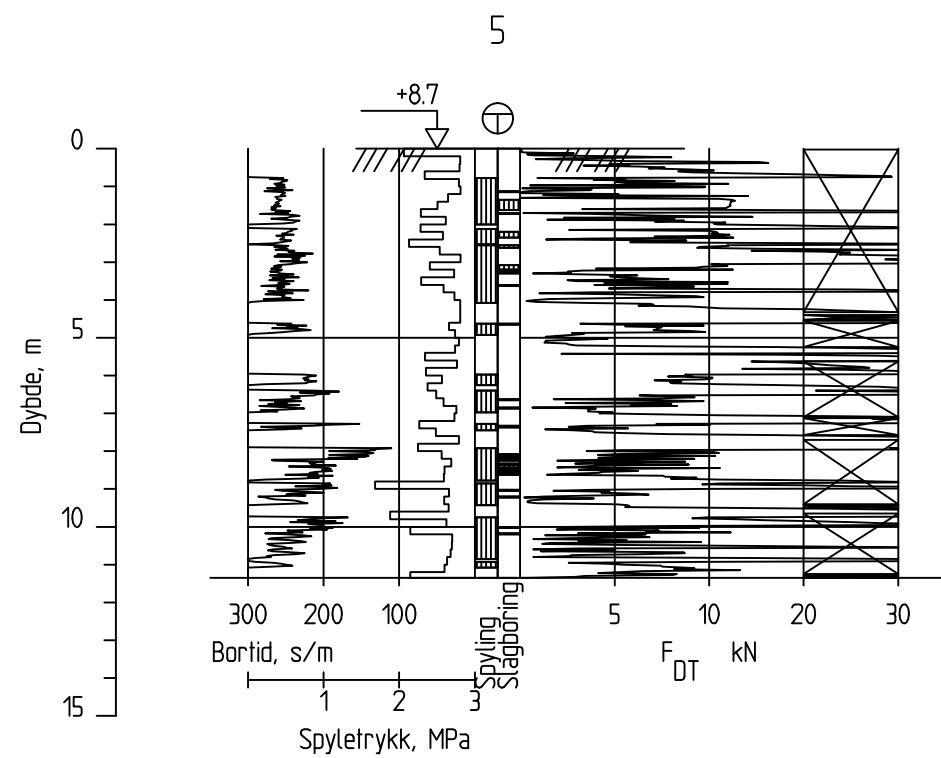 5
+8.7
0
5
10
15
Dybde, m
300 200 100
5 10 20 30
Bortid, s/m
Spyling
Slagboring
F DT kN
1 2 3
Spyletrykk, MPa